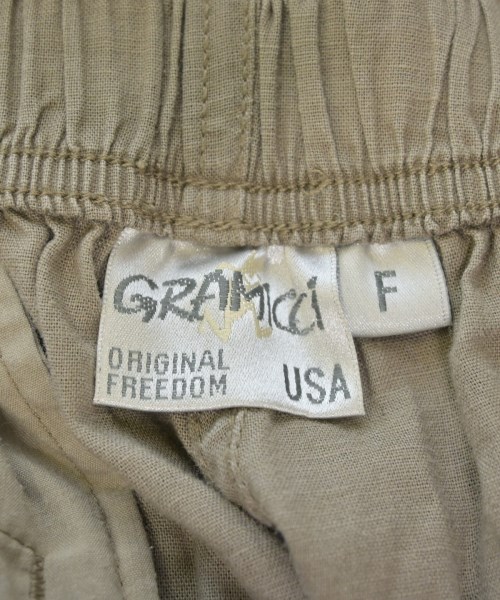 GRAMiCCi
F
ORIGINAL
FREEDOM
USA